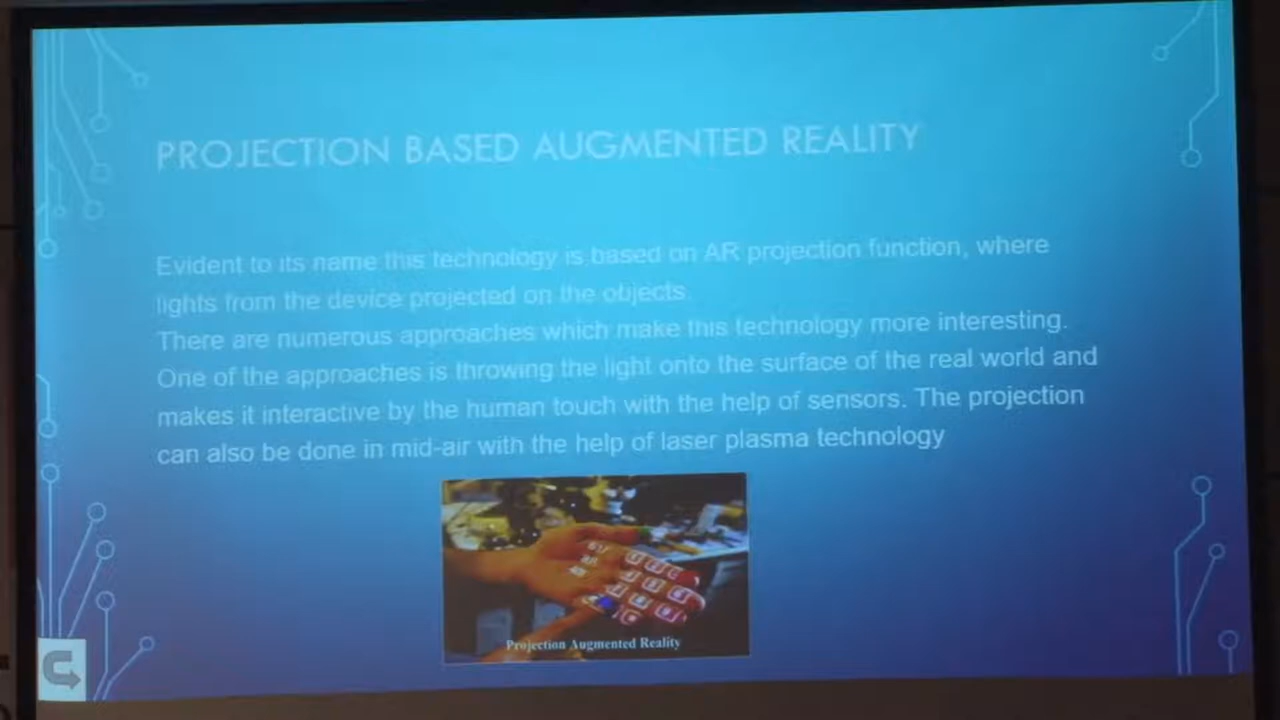 PROJECTION BASED AUGMENTED REALITY
Evident to its name this technology is based on AR projection function, where
lights from the device projected on the objects.
There are numerous approaches which make this technology more interesting.
One of the approaches is throwing the light onto the surface of the real world and
makes it interactive by the human touch with the help of sensors. The projection
can also be done in mid-air with the help of laser plasma technology
Projection Augmented Reality